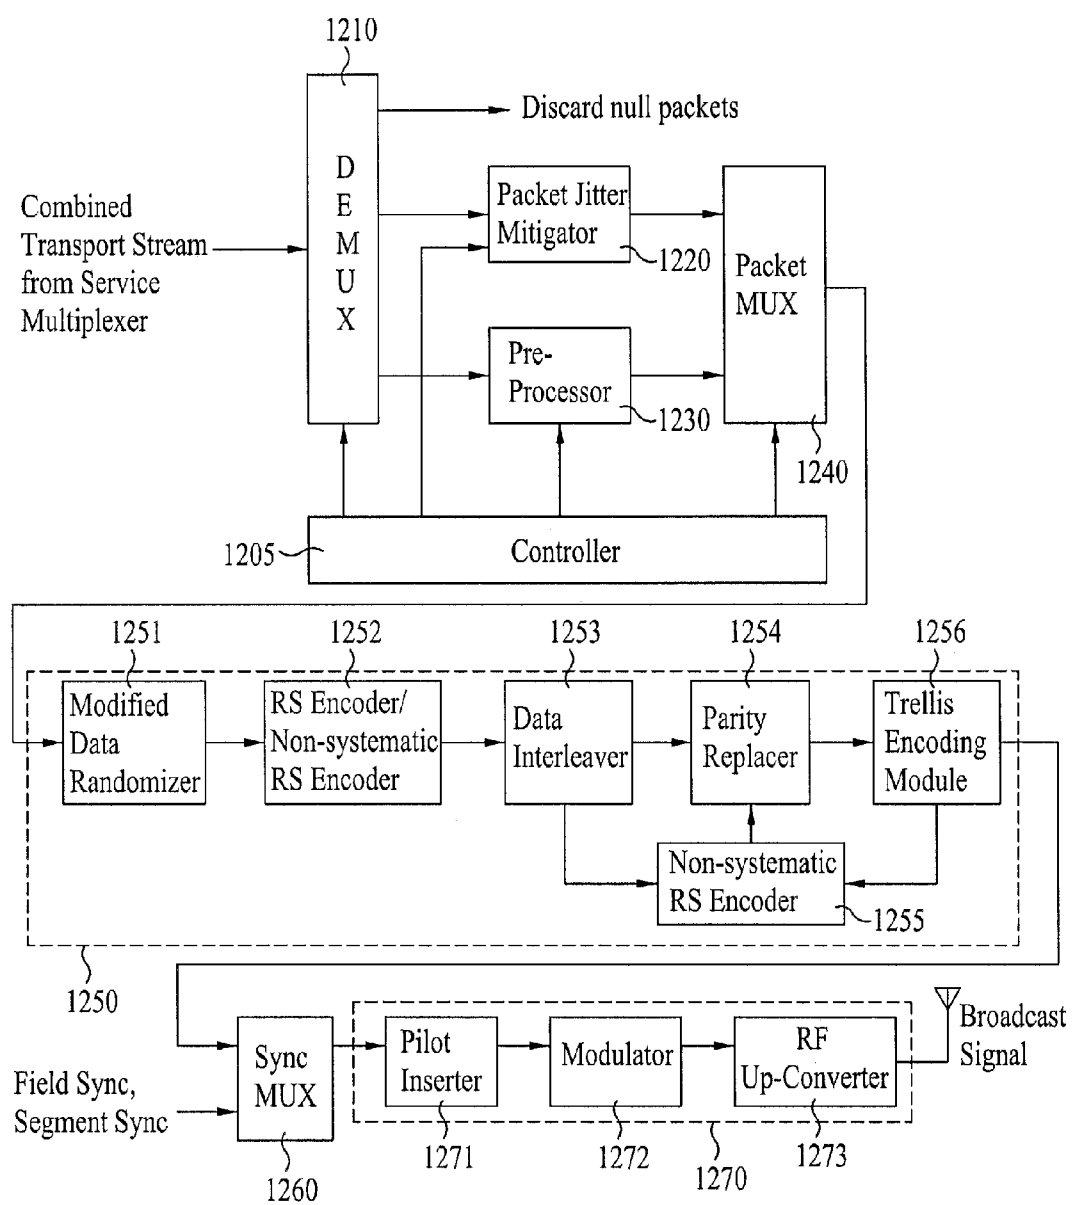 1210
DEMUX
Discard null packets
Combined
Transport Stream
from Service
Multiplexer
Packet Jitter
Mitigator
1220
Packet
MUX
Pre-
Processor
1230
1240
1205
Controller
1251
1252
1253
1254
1256
Modified
Data
Randomizer
RS Encoder/
Non-systematic
RS Encoder
Data
Interleaver
Parity
Replacer
Trellis
Encoding
Module
Non-systematic
RS Encoder
1255
1250
Field Sync,
Segment Sync
Sync
MUX
1260
Pilot
Inserter
1271
Modulator
1272
RF
Up-Converter
1273
1270
Broadcast
Signal